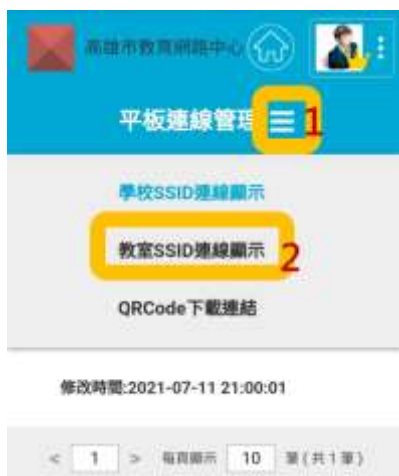 高雄市教育網路中心
平板連線管理 1
學校SSID連線顯示
教室SSID連線顯示 2
QRCode下載連結
修改時間:2021-07-11 21:00:01
< 1 > 每頁顯示 10 筆(共1筆)